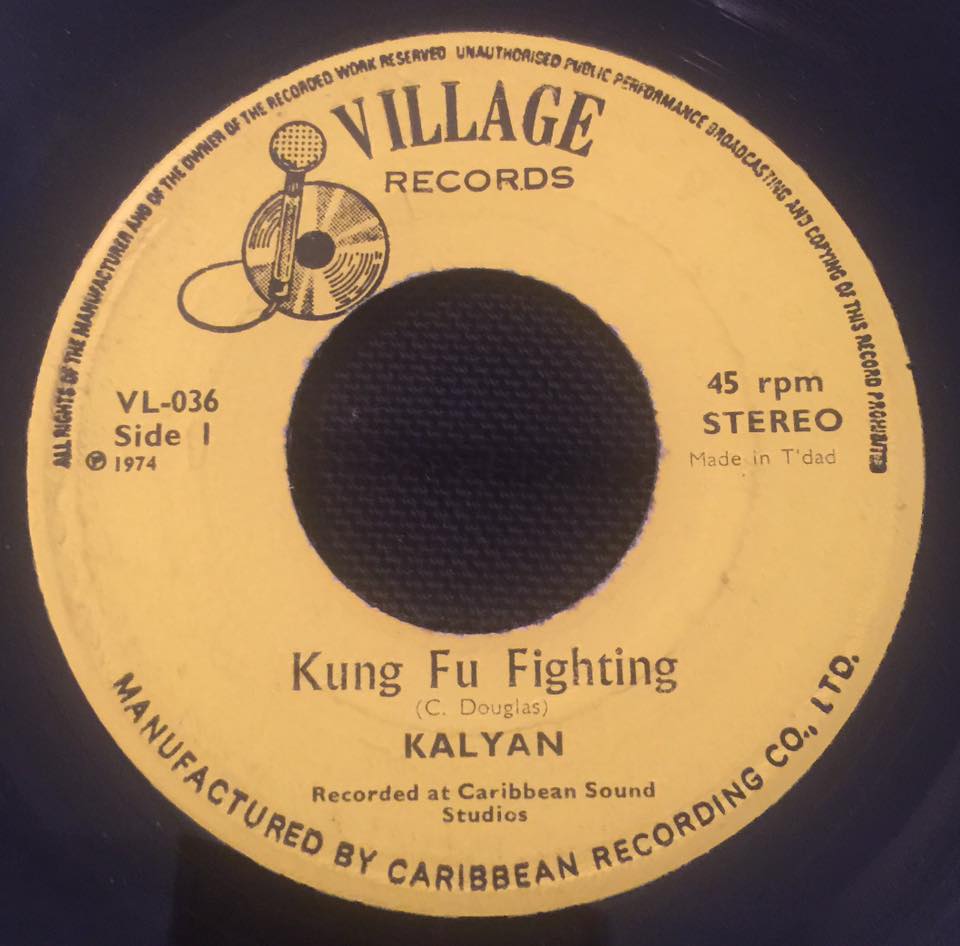 ALL RIGHTS OF THE MANUFACTURER AND OF THE OWNER OF THE RECORDED WORK RESERVED UNAUTHORISED PUBLIC PERFORMANCE BROADCASTING AND COPYING OF THIS RECORD PROHIBITED
VILLAGE
RECORDS
VL-036
Side 1
℗ 1974
45 rpm
STEREO
Made in T'dad
Kung Fu Fighting
(C. Douglas)
KALYAN
Recorded at Caribbean Sound
Studios
MANUFACTURED BY CARIBBEAN RECORDING CO., LTD.